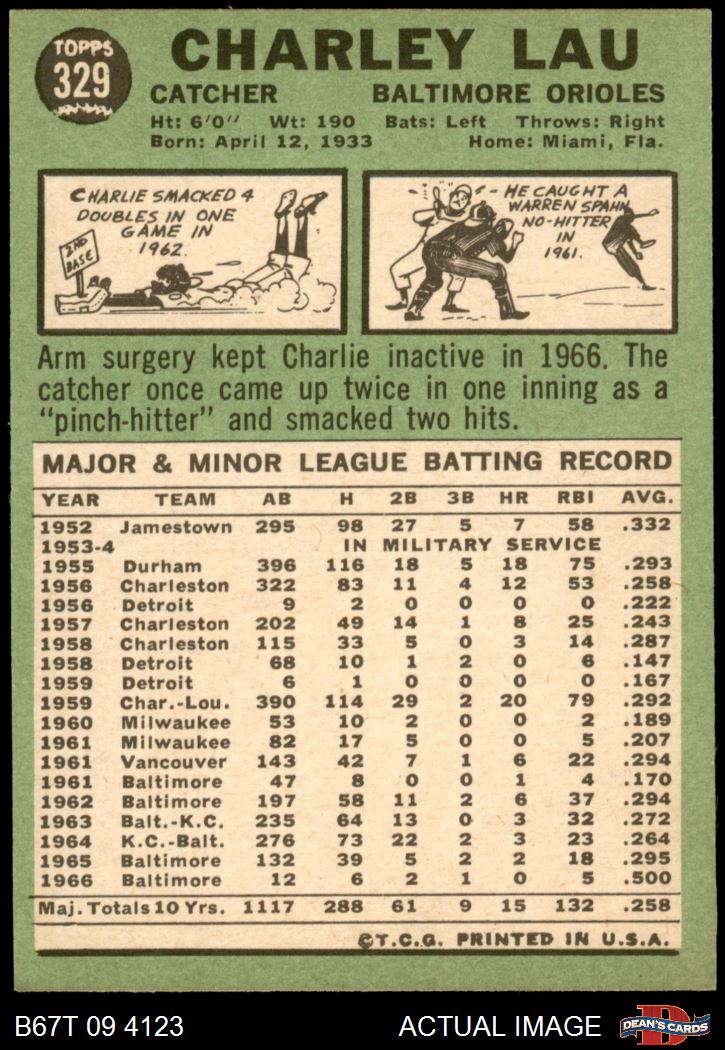 TOPPS
329
CHARLEY LAU
CATCHER BALTIMORE ORIOLES
Ht: 6'0" Wt: 190 Bats: Left Throws: Right
Born: April 12, 1933 Home: Miami, Fla.
CHARLIE SMACKED 4
DOUBLES IN ONE
GAME IN
1962.
2ND
BASE
HE CAUGHT A
WARREN SPAHN
NO-HITTER
IN
1961.
Arm surgery kept Charlie inactive in 1966. The
catcher once came up twice in one inning as a
"pinch-hitter" and smacked two hits.
MAJOR & MINOR LEAGUE BATTING RECORD
YEAR TEAM AB H 2B 3B HR RBI AVG.
1952 Jamestown 295 98 27 5 7 58 .332
1953-4 IN MILITARY SERVICE
1955 Durham 396 116 18 5 18 75 .293
1956 Charleston 322 83 11 4 12 53 .258
1956 Detroit 9 2 0 0 0 0 .222
1957 Charleston 202 49 14 1 8 25 .243
1958 Charleston 115 33 5 0 3 14 .287
1958 Detroit 68 10 1 2 0 6 .147
1959 Detroit 6 1 0 0 0 0 .167
1959 Char.-Lou. 390 114 29 2 20 79 .292
1960 Milwaukee 53 10 2 0 0 2 .189
1961 Milwaukee 82 17 5 0 0 5 .207
1961 Vancouver 143 42 7 1 6 22 .294
1961 Baltimore 47 8 0 0 1 4 .170
1962 Baltimore 197 58 11 2 6 37 .294
1963 Balt.-K.C. 235 64 13 0 3 32 .272
1964 K.C.-Balt. 276 73 22 2 3 23 .264
1965 Baltimore 132 39 5 2 2 18 .295
1966 Baltimore 12 6 2 1 0 5 .500
Maj. Totals 10 Yrs. 1117 288 61 9 15 132 .258
©T.C.G. PRINTED IN U.S.A.
B67T 09 4123 ACTUAL IMAGE
D
DEAN'S CARDS